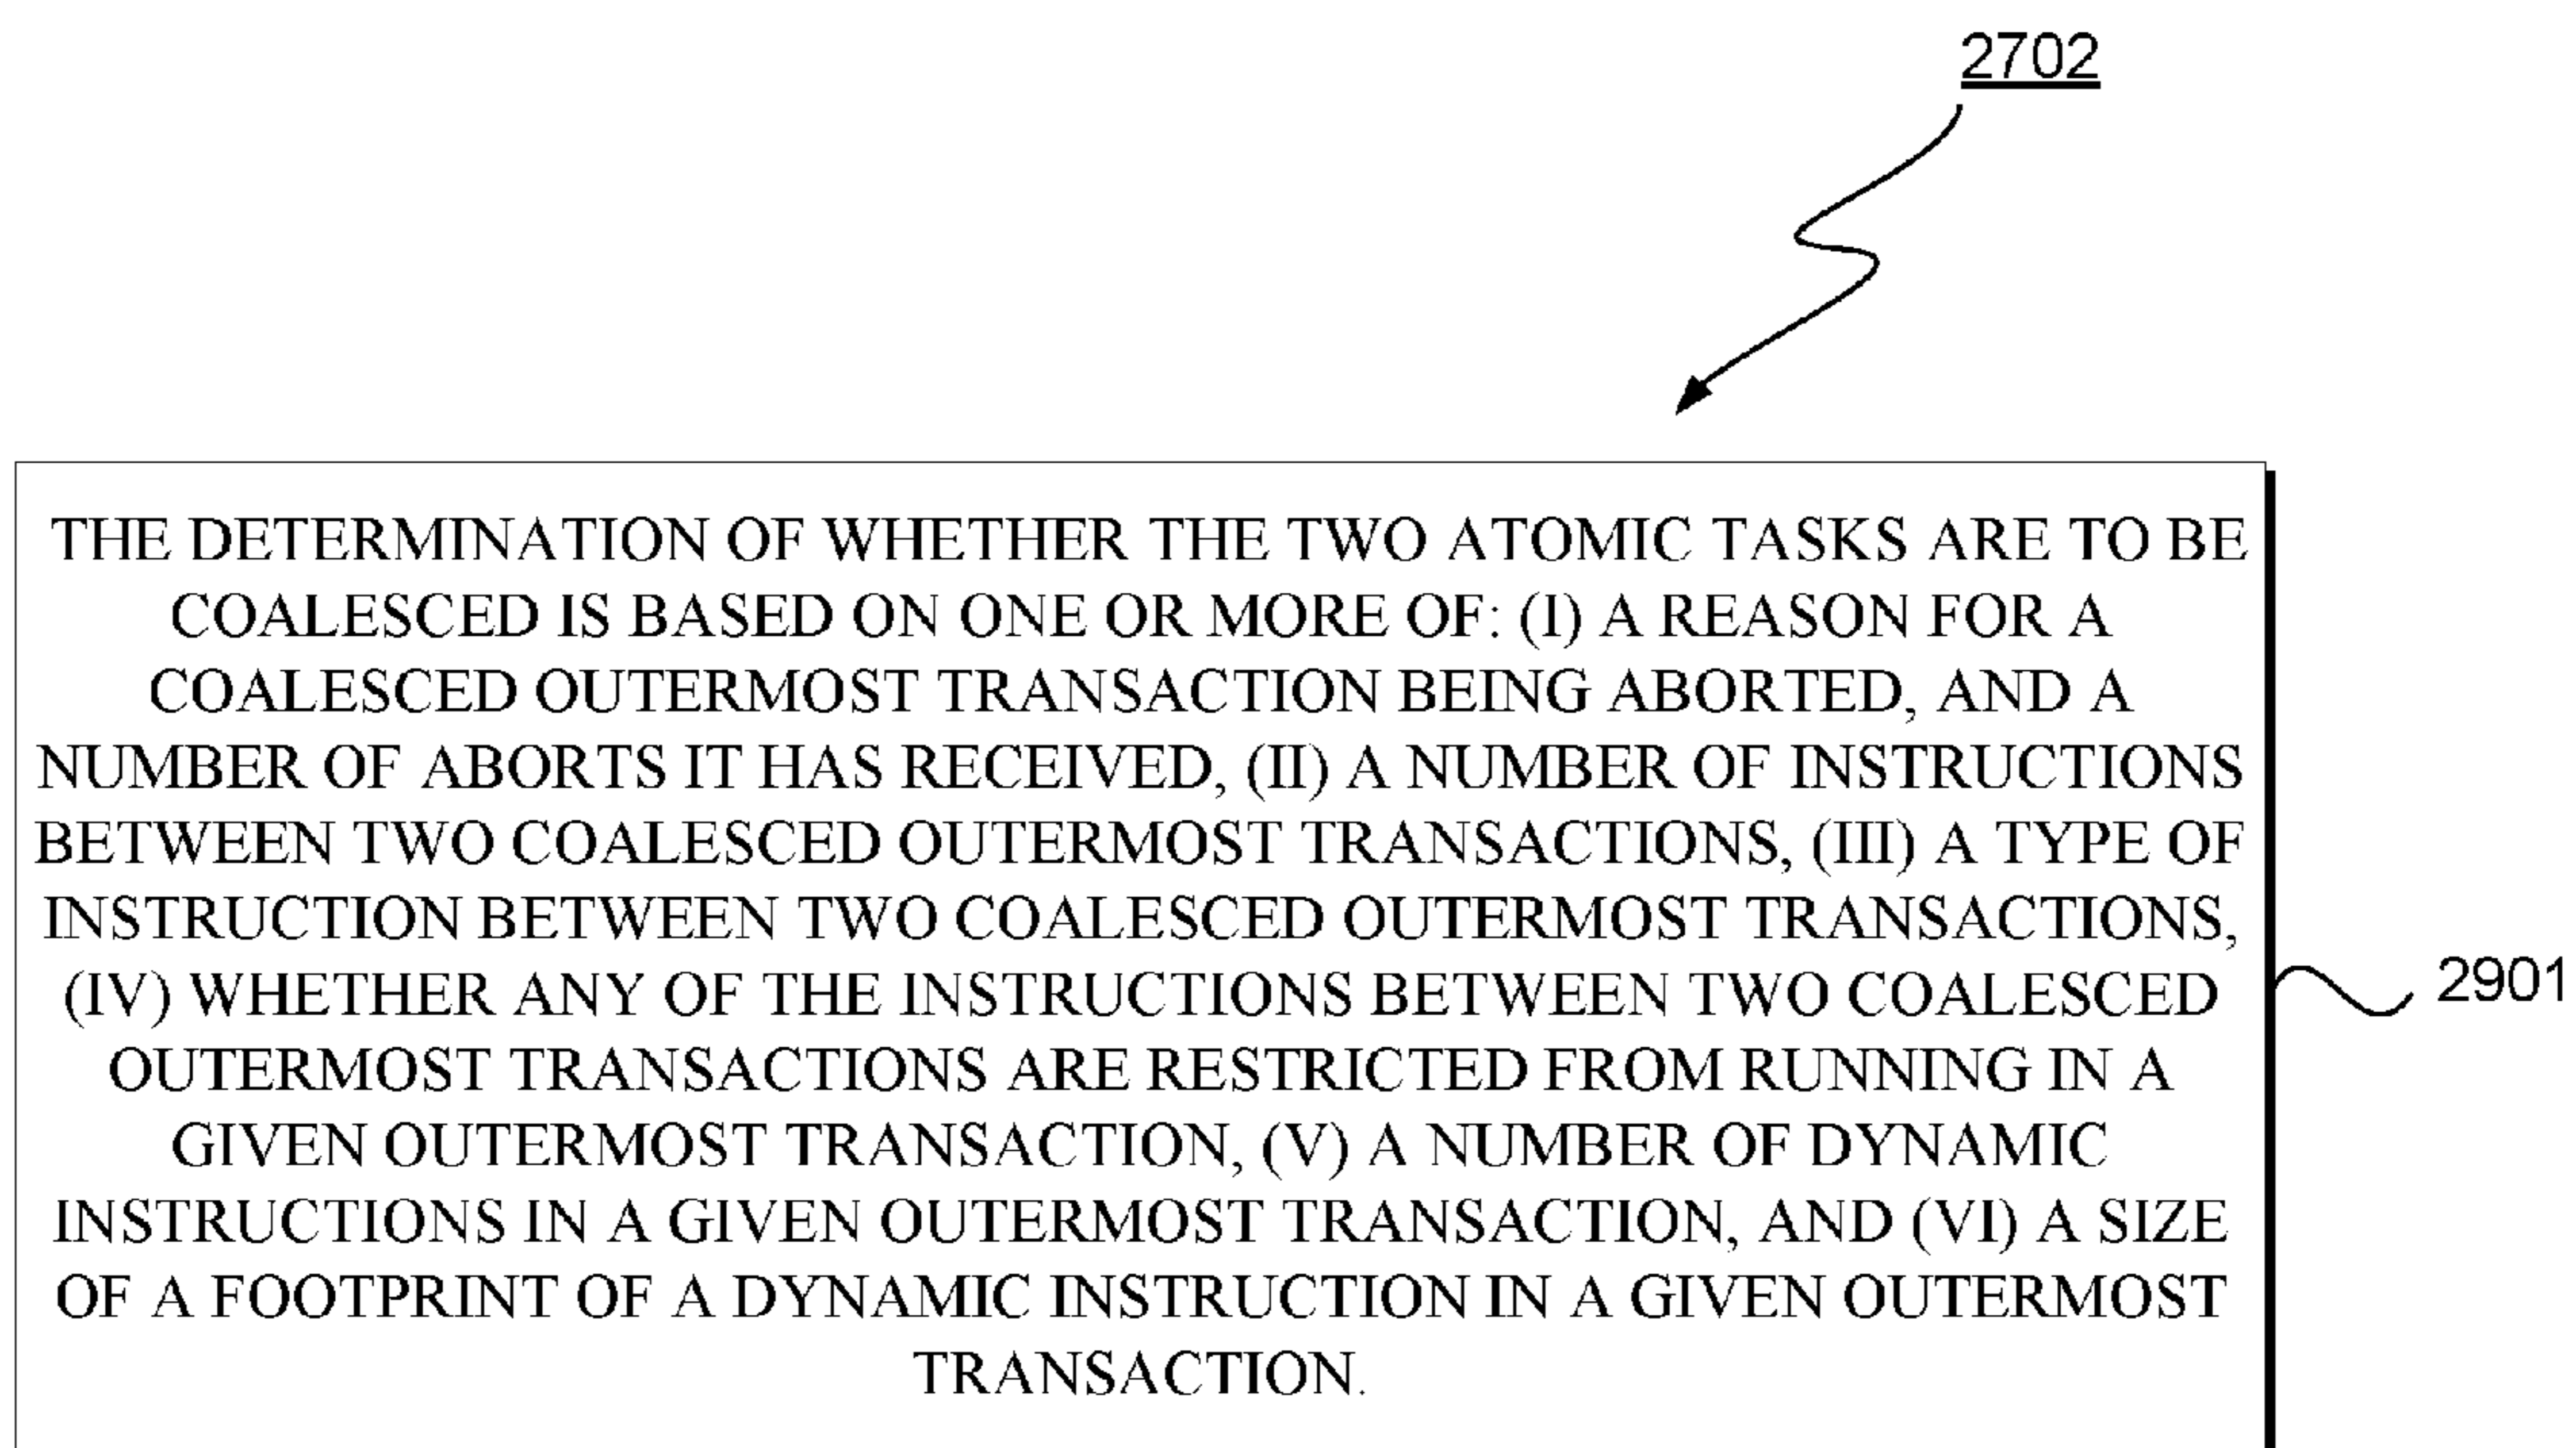 2702
THE DETERMINATION OF WHETHER THE TWO ATOMIC TASKS ARE TO BE
COALESCED IS BASED ON ONE OR MORE OF: (I) A REASON FOR A
COALESCED OUTERMOST TRANSACTION BEING ABORTED, AND A
NUMBER OF ABORTS IT HAS RECEIVED, (II) A NUMBER OF INSTRUCTIONS
BETWEEN TWO COALESCED OUTERMOST TRANSACTIONS, (III) A TYPE OF
INSTRUCTION BETWEEN TWO COALESCED OUTERMOST TRANSACTIONS,
(IV) WHETHER ANY OF THE INSTRUCTIONS BETWEEN TWO COALESCED
OUTERMOST TRANSACTIONS ARE RESTRICTED FROM RUNNING IN A
GIVEN OUTERMOST TRANSACTION, (V) A NUMBER OF DYNAMIC
INSTRUCTIONS IN A GIVEN OUTERMOST TRANSACTION, AND (VI) A SIZE
OF A FOOTPRINT OF A DYNAMIC INSTRUCTION IN A GIVEN OUTERMOST
TRANSACTION.
2901